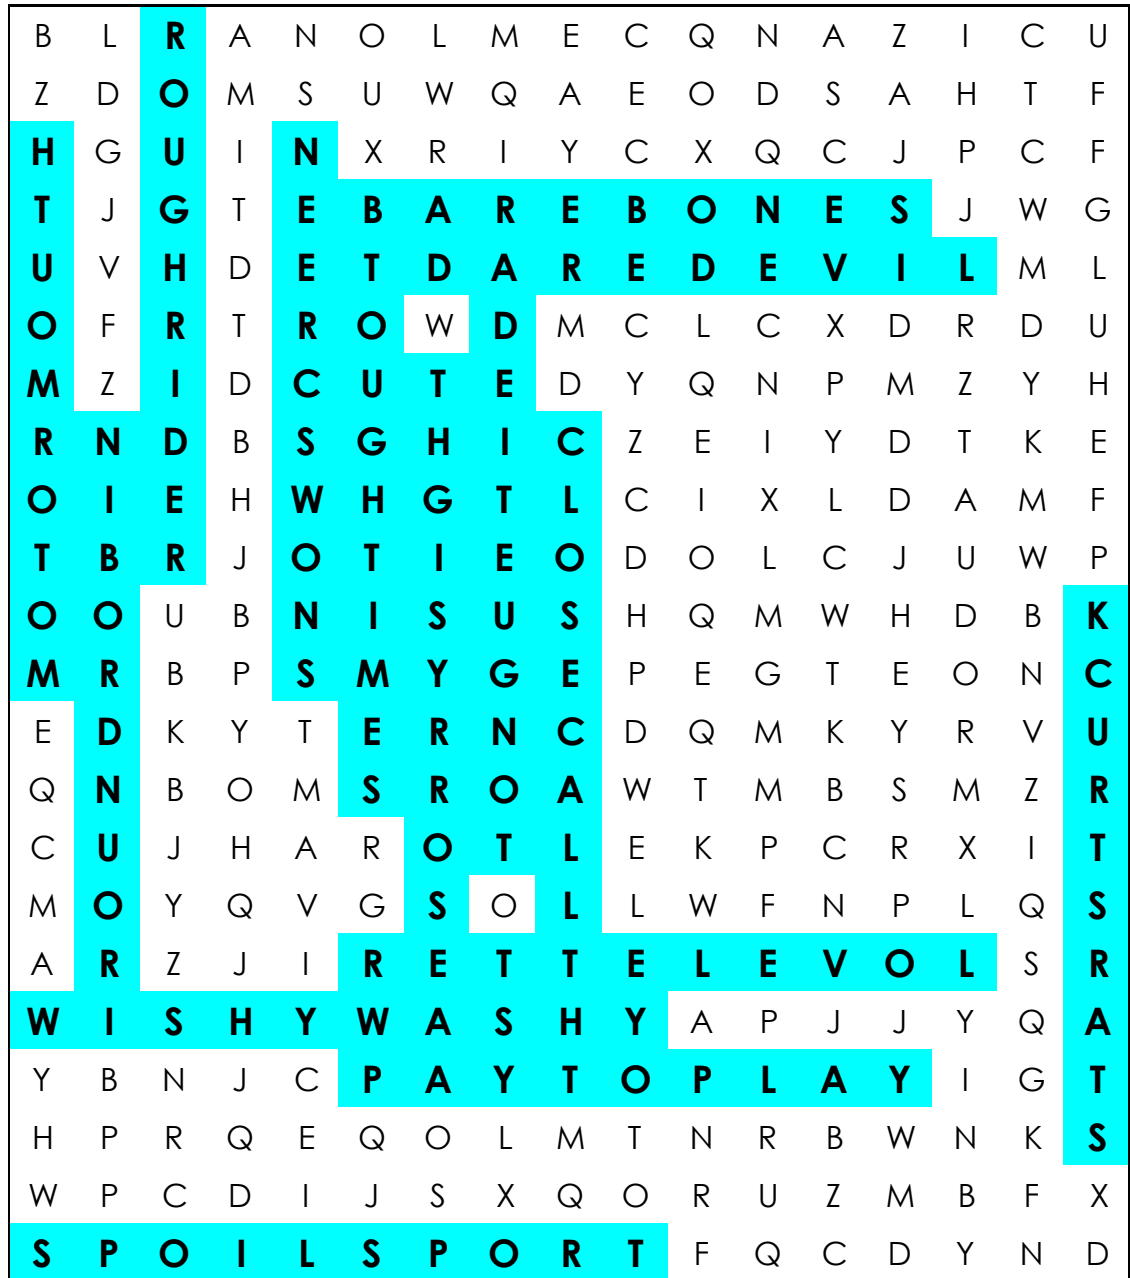 B L R A N O L M E C Q N A Z I C U
Z D O M S U W Q A E O D S A H T F
H G U I N X R I Y C X Q C J P C F
T J G T E B A R E B O N E S J W G
U V H D E T D A R E D E V I L M L
O F R T R O W D M C L C X D R D U
M Z I D C U T E D Y Q N P M Z Y H
R N D B S G H I C Z E I Y D T K E
O I E H W H G T L C I X L D A M F
T B R J O T I E O D O L C J U W P
O O U B N I S U S H Q M W H D B K
M R B P S M Y G E P E G T E O N C
E D K Y T E R N C D Q M K Y R V U
Q N B O M S R O A W T M B S M Z R
C U J H A R O T L E K P C R X I T
M O Y Q V G S O L L W F N P L Q S
A R Z J I R E T T E L E V O L S R
W I S H Y W A S H Y A P J J Y Q A
Y B N J C P A Y T O P L A Y I G T
H P R Q E Q O L M T N R B W N K S
W P C D I J S X Q O R U Z M B F X
S P O I L S P O R T F Q C D Y N D